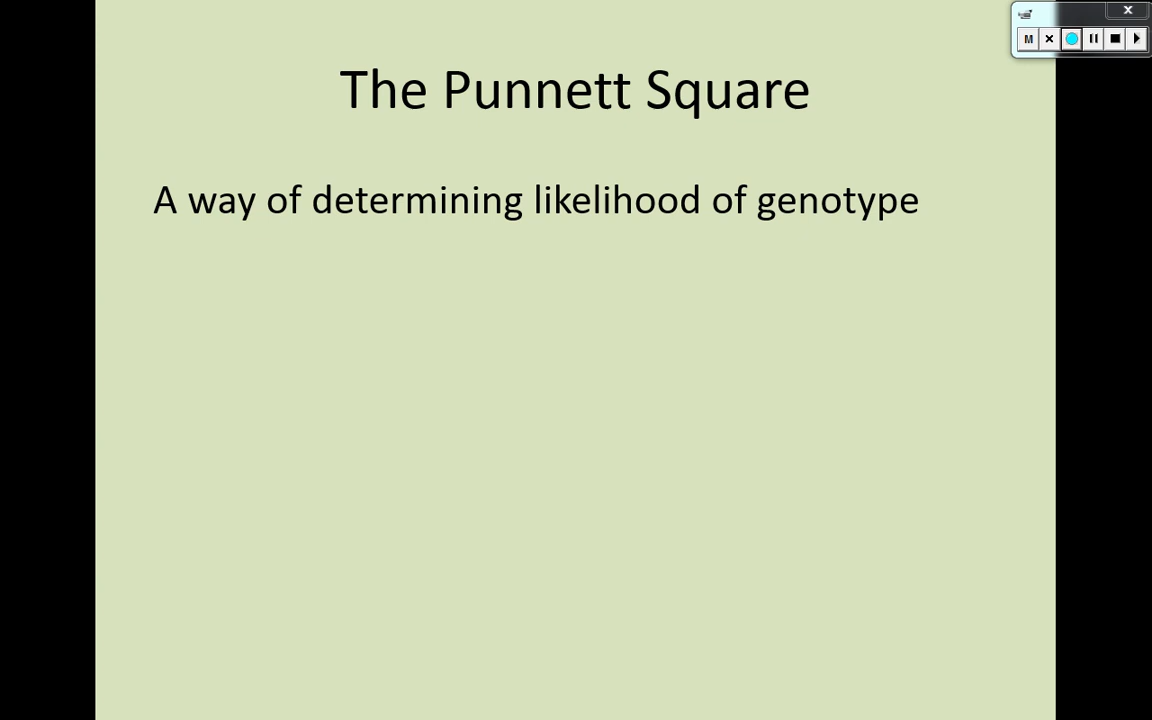 The Punnett Square
A way of determining likelihood of genotype
M